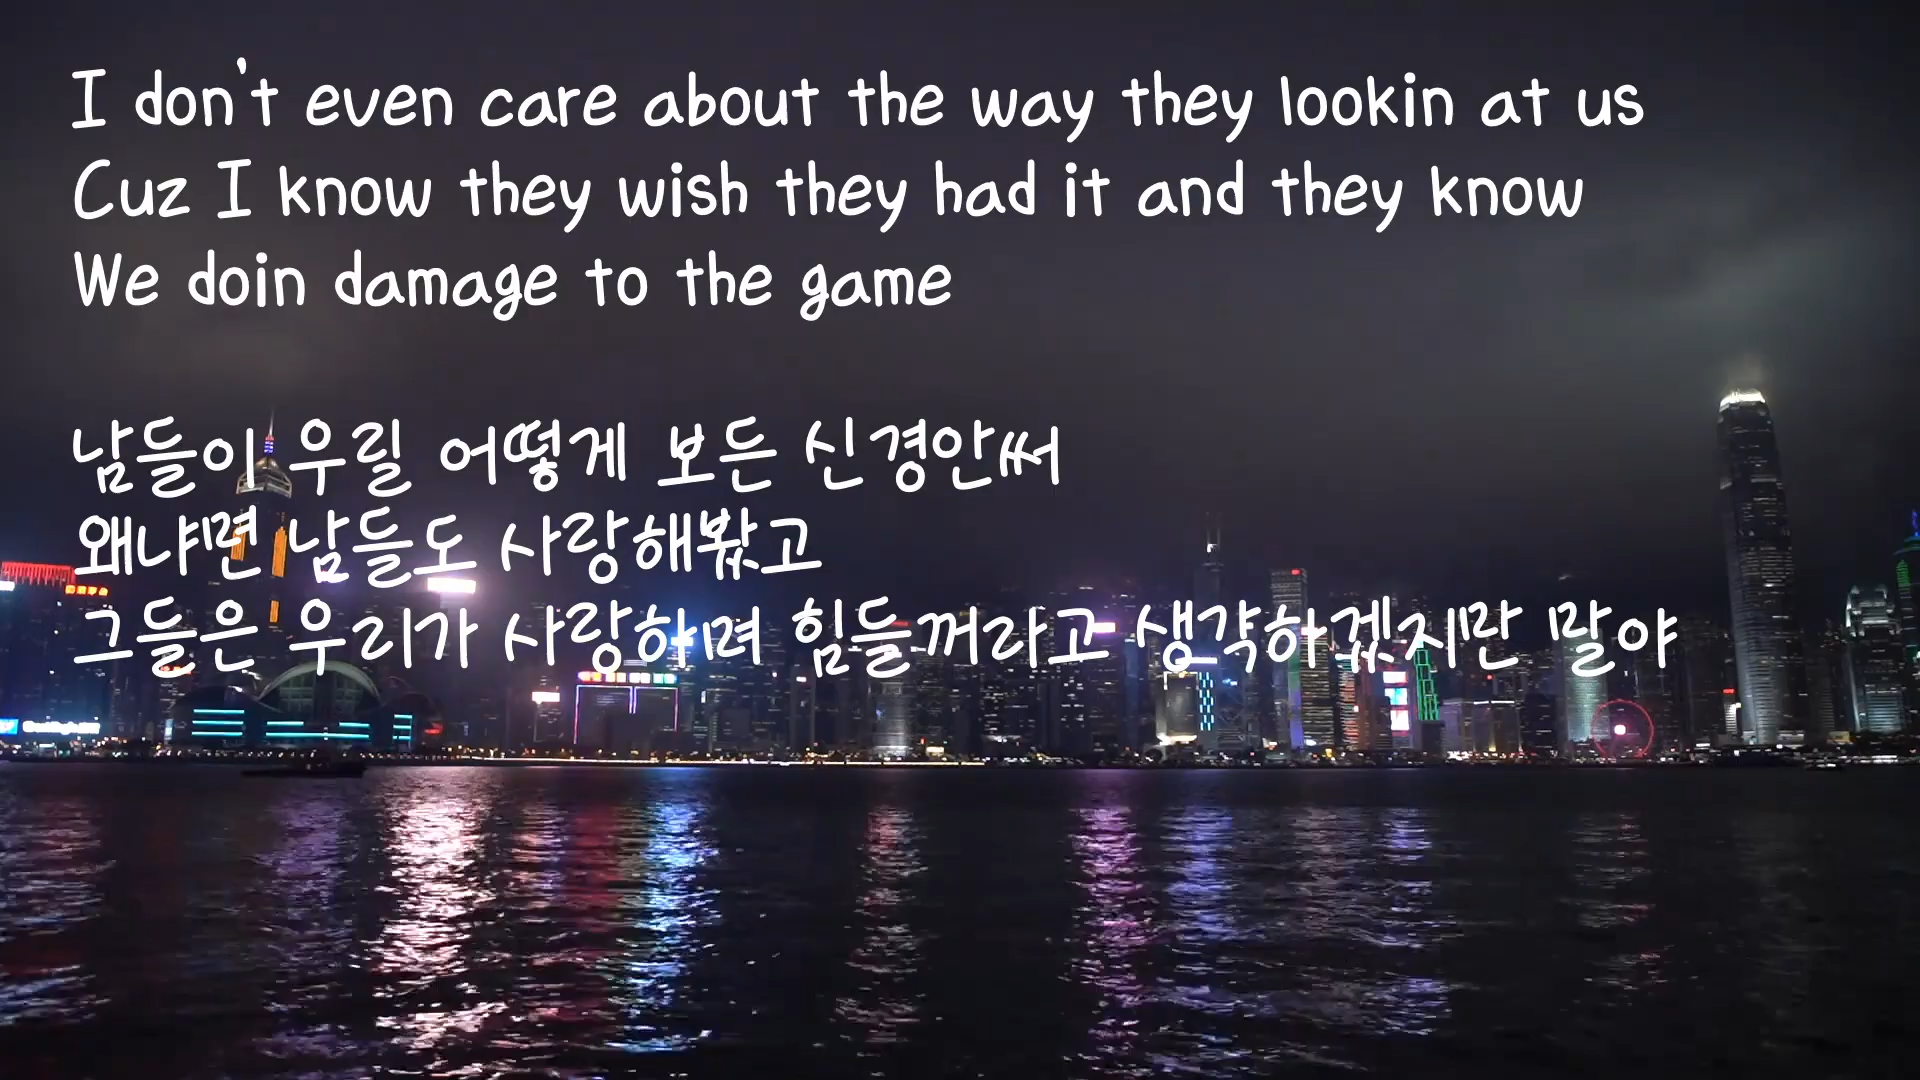 I don't even care about the way they lookin at us
Cuz I know they wish they had it and they know
We doin damage to the game
남들이 우릴 어떻게 보든 신경안써
왜냐면 남들도 사랑해봤고
그들은 우리가 사랑하며 힘들꺼라고 생각하겠지만 말야